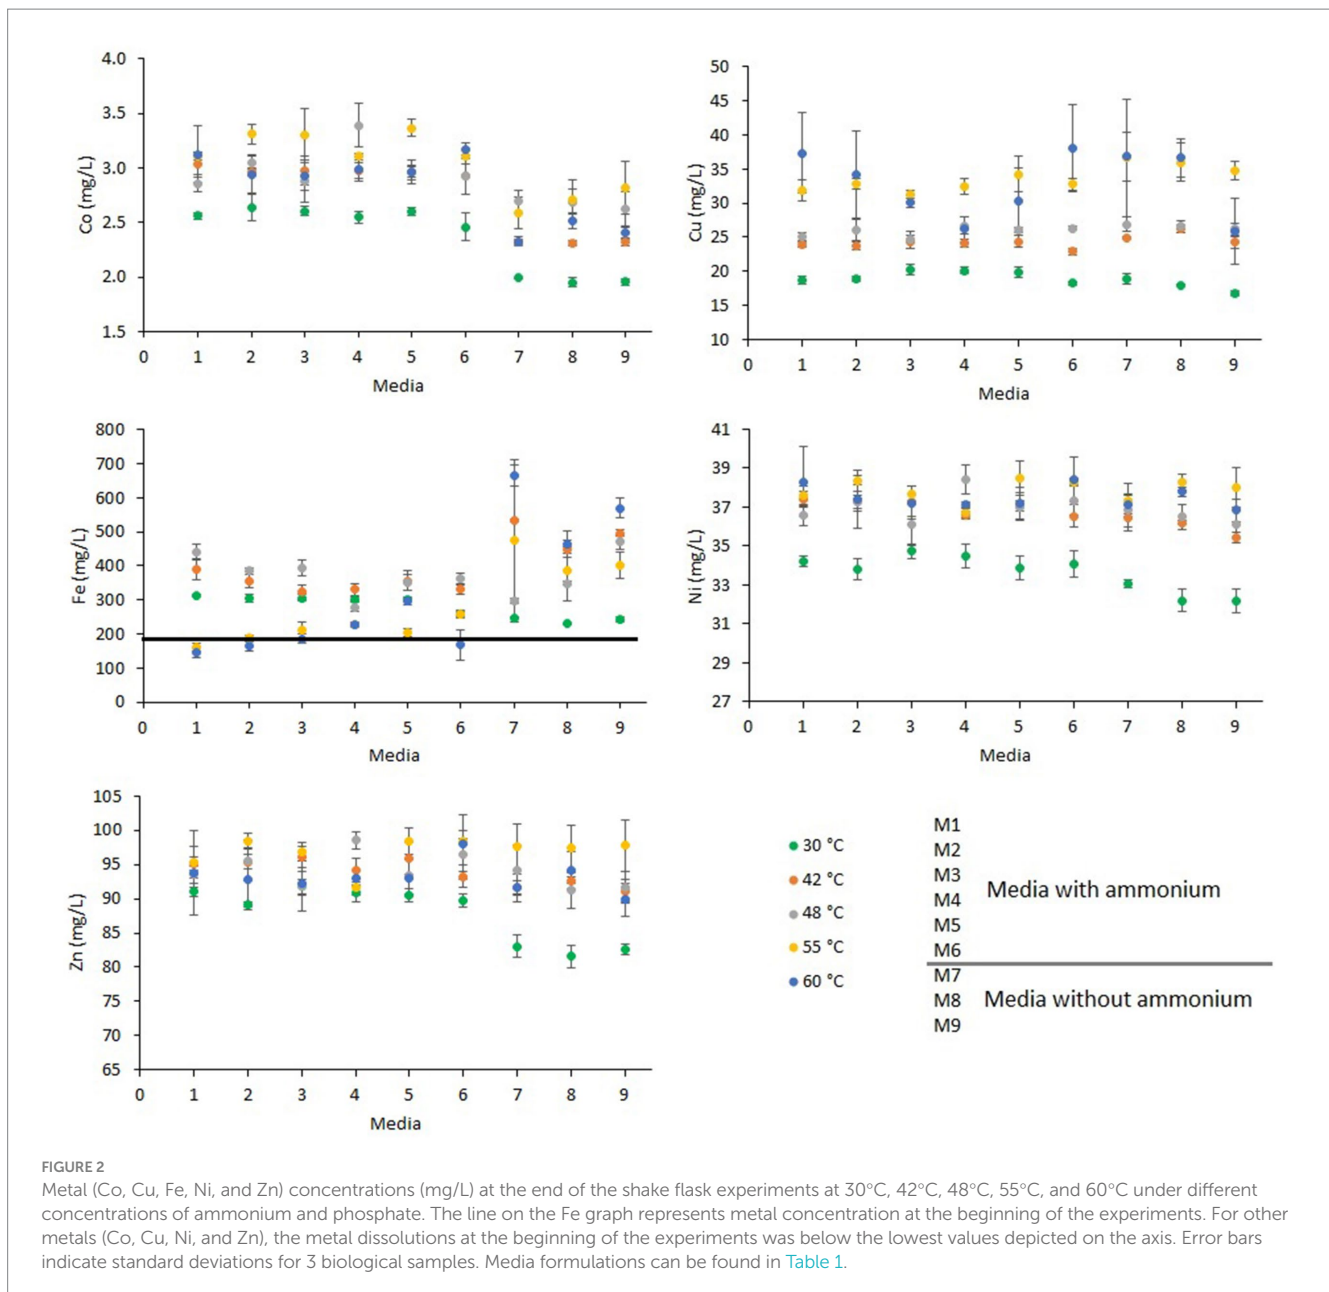 4.0
3.5
3.0
2.5
2.0
1.5
Co (mg/L)
0 1 2 3 4 5 6 7 8 9
Media
50
45
40
35
30
25
20
15
10
Cu (mg/L)
0 1 2 3 4 5 6 7 8 9
Media
800
700
600
500
400
300
200
100
0
Fe (mg/L)
0 1 2 3 4 5 6 7 8 9
Media
41
39
37
35
33
31
29
27
Ni (mg/L)
0 1 2 3 4 5 6 7 8 9
Media
105
100
95
90
85
80
75
70
65
Zn (mg/L)
0 1 2 3 4 5 6 7 8 9
Media
30 °C
42 °C
48 °C
55 °C
60 °C
M1
M2
M3
M4
M5
M6
Media with ammonium
M7
M8
M9
Media without ammonium
FIGURE 2
Metal (Co, Cu, Fe, Ni, and Zn) concentrations (mg/L) at the end of the shake flask experiments at 30°C, 42°C, 48°C, 55°C, and 60°C under different
concentrations of ammonium and phosphate. The line on the Fe graph represents metal concentration at the beginning of the experiments. For other
metals (Co, Cu, Ni, and Zn), the metal dissolutions at the beginning of the experiments was below the lowest values depicted on the axis. Error bars
indicate standard deviations for 3 biological samples. Media formulations can be found in Table 1.